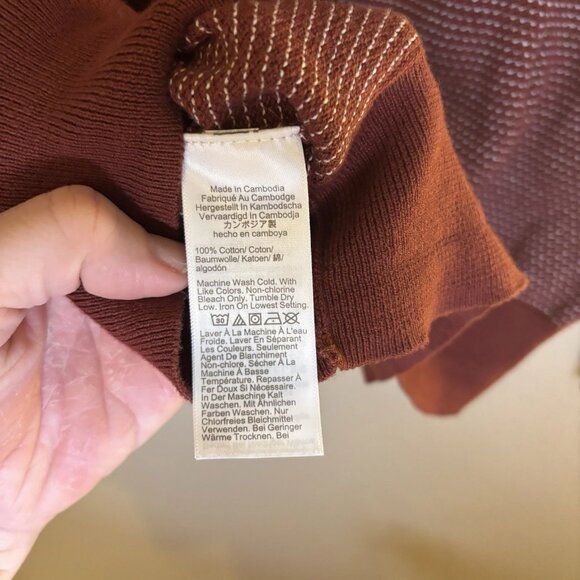 Made In Cambodia
Fabriqué Au Cambodge
Hergestellt In Kambodscha
Vervaardigd In Cambodja
カンボジア製
hecho en camboya
100% Cotton/ Coton/
Baumwolle/ Katoen/ 綿/
algodón
Machine Wash Cold. With
Like Colors. Non-chlorine
Bleach Only. Tumble Dry
Low. Iron On Lowest Setting.
Laver À La Machine À L'eau
Froide. Laver En Séparant
Les Couleurs. Seulement
Agent De Blanchiment
Non-chlore. Sécher À La
Machine À Basse
Température. Repasser À
Fer Doux Si Nécessaire.
In Der Maschine Kalt
Waschen. Mit Ähnlichen
Farben Waschen. Nur
Chlorfreies Bleichmittel
Verwenden. Bei Geringer
Wärme Trocknen. Bei